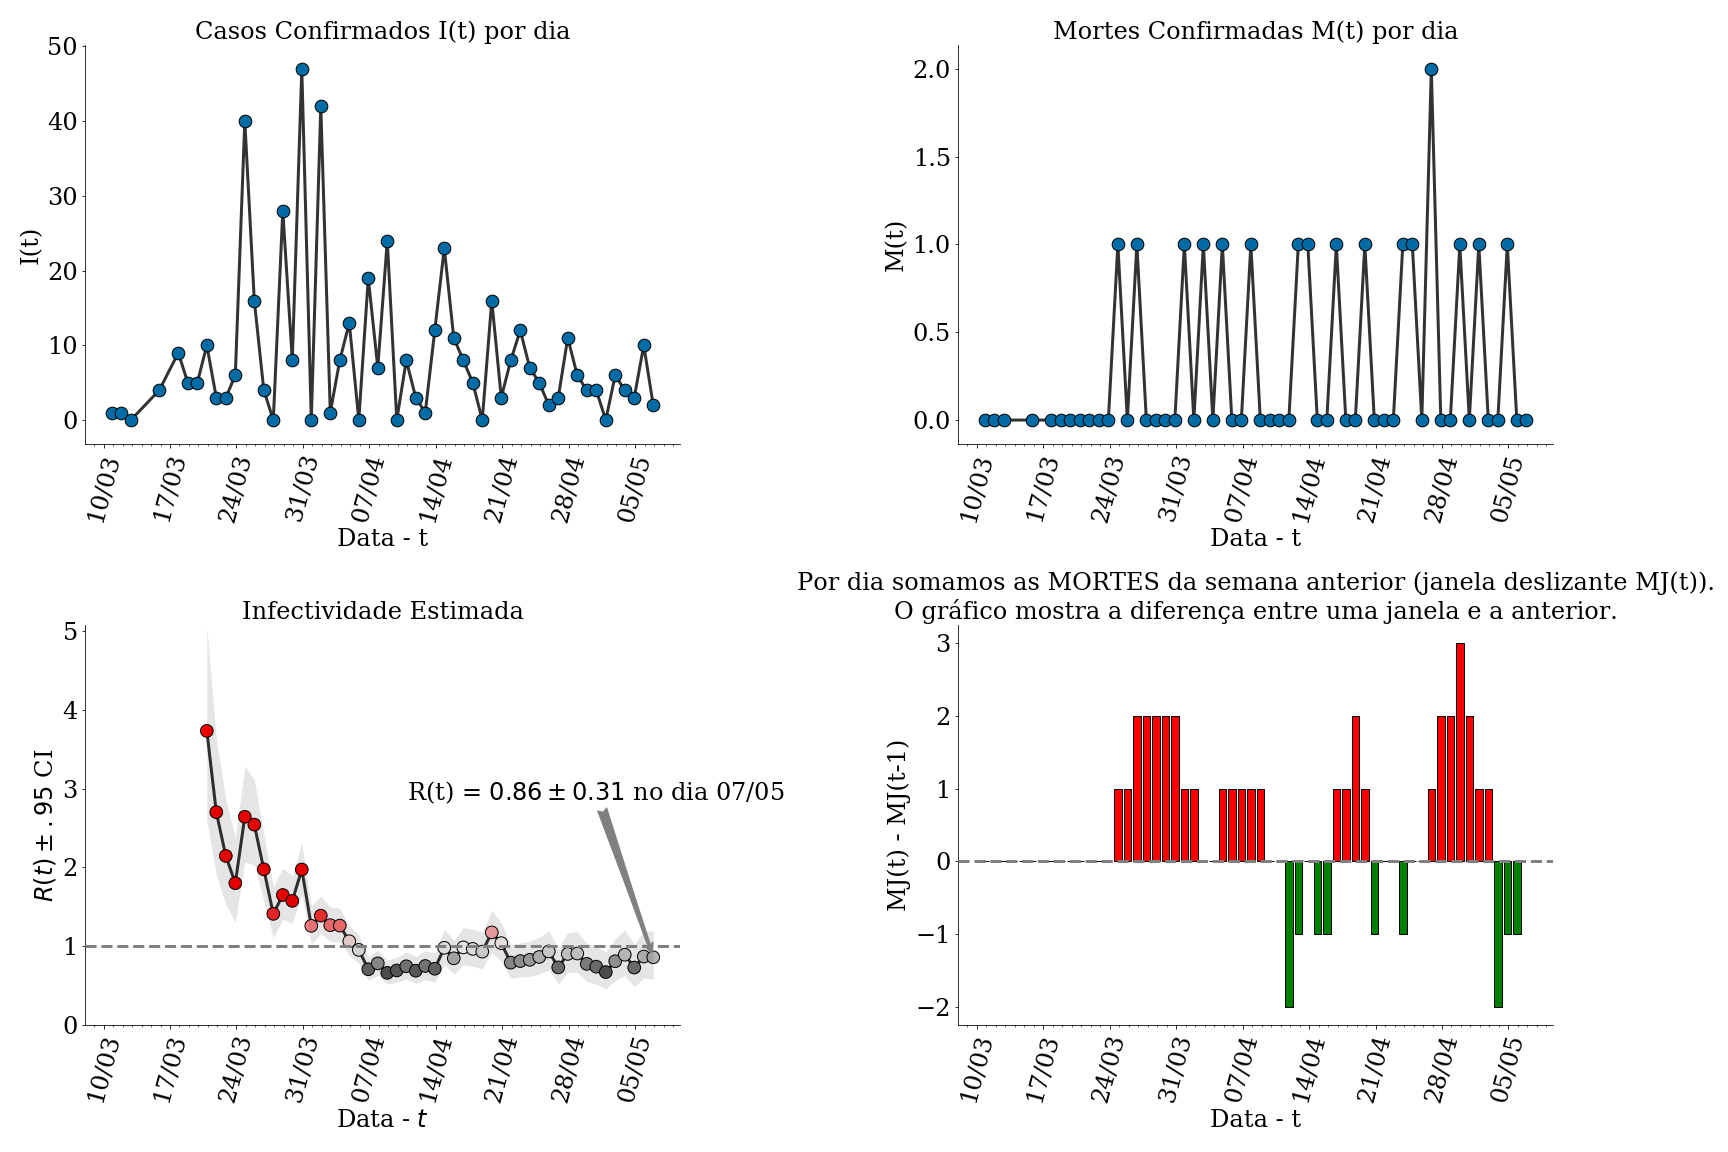 Casos Confirmados I(t) por dia
I(t)
50
40
30
20
10
0
10/03 17/03 24/03 31/03 07/04 14/04 21/04 28/04 05/05
Data - t
Mortes Confirmadas M(t) por dia
M(t)
2.0
1.5
1.0
0.5
0.0
10/03 17/03 24/03 31/03 07/04 14/04 21/04 28/04 05/05
Data - t
Infectividade Estimada
R(t) ± .95 CI
5
4
3
2
1
0
R(t) = 0.86 ± 0.31 no dia 07/05
10/03 17/03 24/03 31/03 07/04 14/04 21/04 28/04 05/05
Data - t
Por dia somamos as MORTES da semana anterior (janela deslizante MJ(t)).
O gráfico mostra a diferença entre uma janela e a anterior.
MJ(t) - MJ(t-1)
3
2
1
0
−1
−2
10/03 17/03 24/03 31/03 07/04 14/04 21/04 28/04 05/05
Data - t